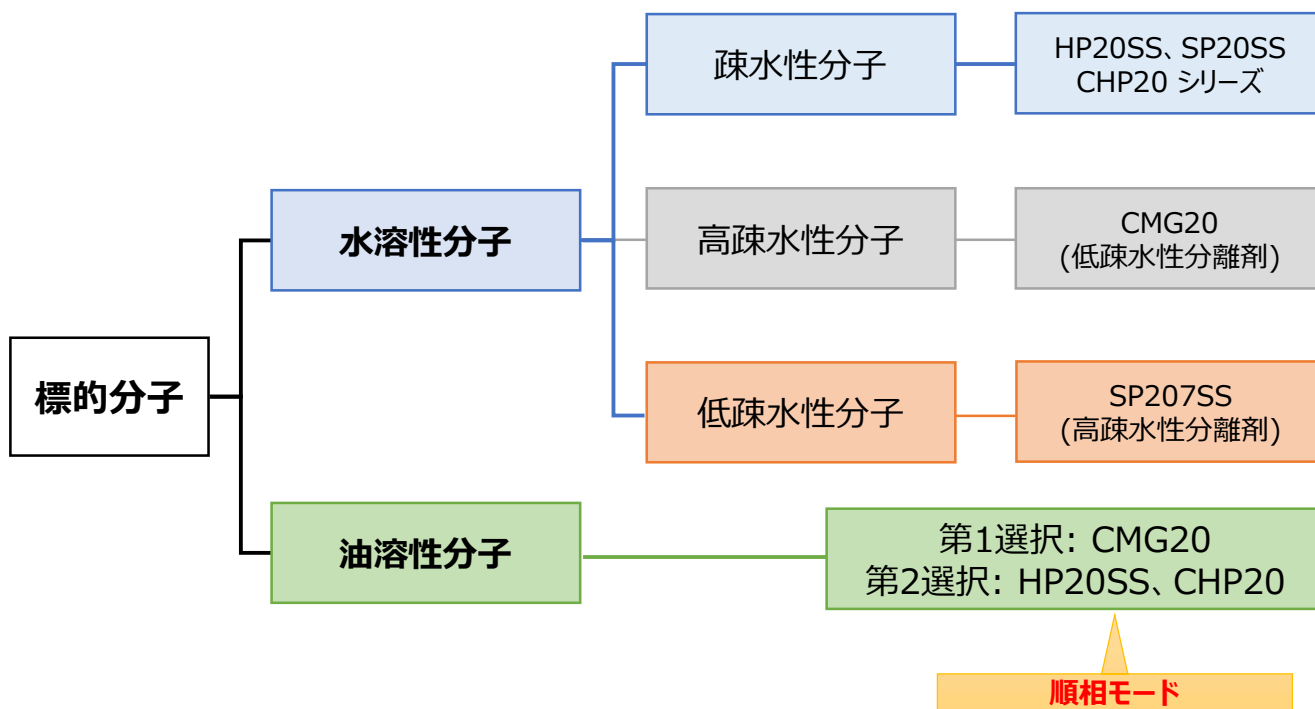 標的分子
水溶性分子
疎水性分子
HP20SS、SP20SS
CHP20 シリーズ
高疎水性分子
CMG20
(低疎水性分離剤)
低疎水性分子
SP207SS
(高疎水性分離剤)
油溶性分子
第1選択: CMG20
第2選択: HP20SS、CHP20
順相モード